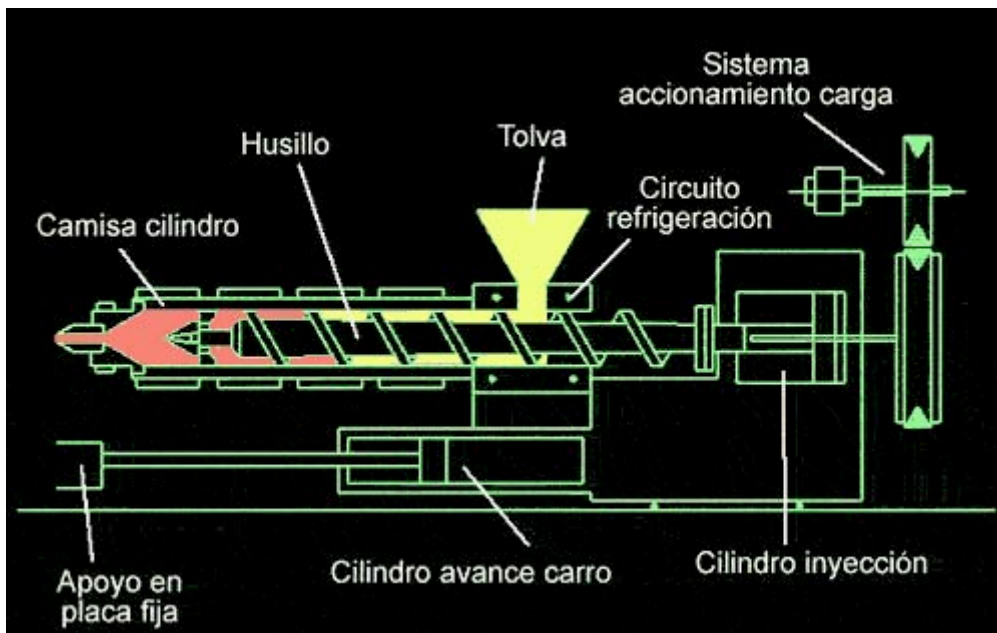 Sistema
accionamiento carga
Husillo
Tolva
Circuito
refrigeración
Camisa cilindro
Apoyo en
placa fija
Cilindro avance carro
Cilindro inyección